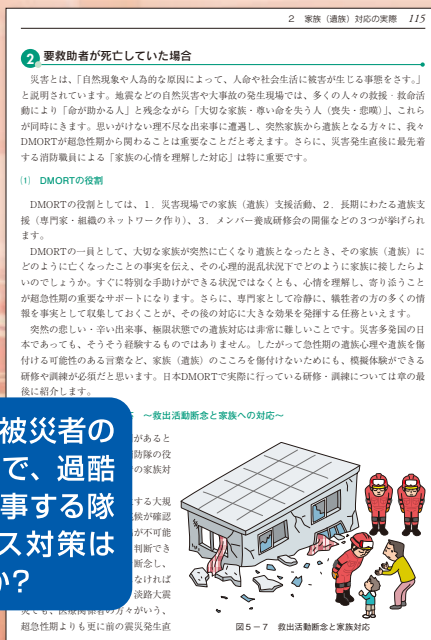 2 家族（遺族）対応の実際 115
2 要救助者が死亡していた場合
災害とは、「自然現象や人為的な原因によって、人命や社会生活に被害が生じる事態をさす。」
と説明されています。地震などの自然災害や大事故の発生現場では、多くの人々の救援・救命活
動により「命が助かる人」と残念ながら「大切な家族・尊い命を失う人（喪失・悲嘆）」、これら
が同時にきます。思いがけない理不尽な出来事に遭遇し、突然家族から遺族となる方々に、我々
DMORTが超急性期から関わることは重要なことだと考えます。さらに、災害発生直後に最先着
する消防職員による「家族の心情を理解した対応」は特に重要です。
⑴ DMORTの役割
DMORTの役割としては、1．災害現場での家族（遺族）支援活動、2．長期にわたる遺族支
援（専門家・組織のネットワーク作り）、3．メンバー養成研修会の開催などの3つが挙げられ
ます。
DMORTの一員として、大切な家族が突然に亡くなり遺族となったとき、その家族（遺族）に
どのように亡くなったことの事実を伝え、その心理的混乱状況下でどのように家族に接したらよ
いのでしょうか。すぐに特別な手助けができる状況ではなくとも、心情を理解し、寄り添うこと
が超急性期の重要なサポートになります。さらに、専門家として冷静に、犠牲者の方の多くの情
報を事実として収集しておくことが、その後の対応に大きな効果を発揮する任務といえます。
突然の悲しい・辛い出来事、極限状態での遺族対応は非常に難しいことです。災害多発国の日
本であっても、そうそう経験するものではありません。したがって急性期の遺族心理や遺族を傷
付ける可能性のある言葉など、家族（遺族）のこころを傷付けないためにも、模擬体験ができる
研修や訓練が必須だと思います。日本DMORTで実際に行っている研修・訓練については章の最
後に紹介します。
～救出活動断念と家族への対応～
被災者の
で、過酷
事する隊
ス対策は
か？
があると
防隊の役
の家族対
する大規
候が確認
が不可能
判断でき
断念し、
なければ
淡路大震
災でも、医療関係者の方々がいう、
超急性期よりも更に前の震災発生直
図5－7 救出活動断念と家族対応